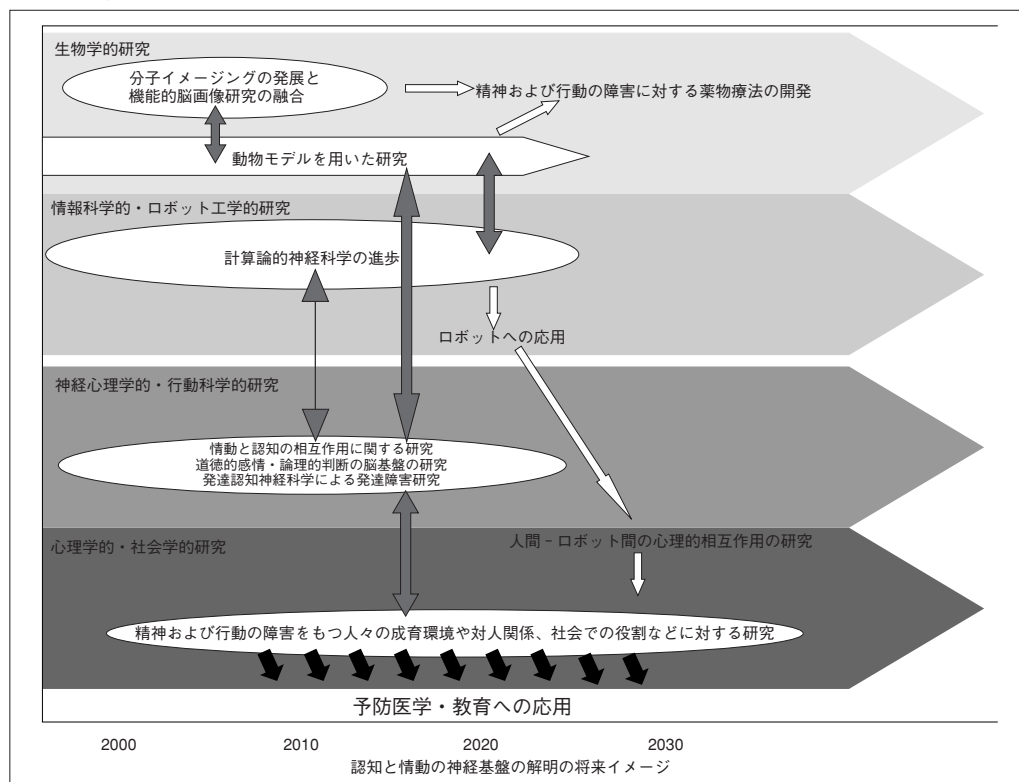 生物学的研究
分子イメージングの発展と
機能的脳画像研究の融合
精神および行動の障害に対する薬物療法の開発
動物モデルを用いた研究
情報科学的・ロボット工学的研究
計算論的神経科学の進歩
ロボットへの応用
神経心理学的・行動科学的研究
情動と認知の相互作用に関する研究
道徳的感情・論理的判断の脳基盤の研究
発達認知神経科学による発達障害研究
心理学的・社会学的研究
人間－ロボット間の心理的相互作用の研究
精神および行動の障害をもつ人々の成育環境や対人関係、社会での役割などに対する研究
予防医学・教育への応用
2000 2010 2020 2030
認知と情動の神経基盤の解明の将来イメージ